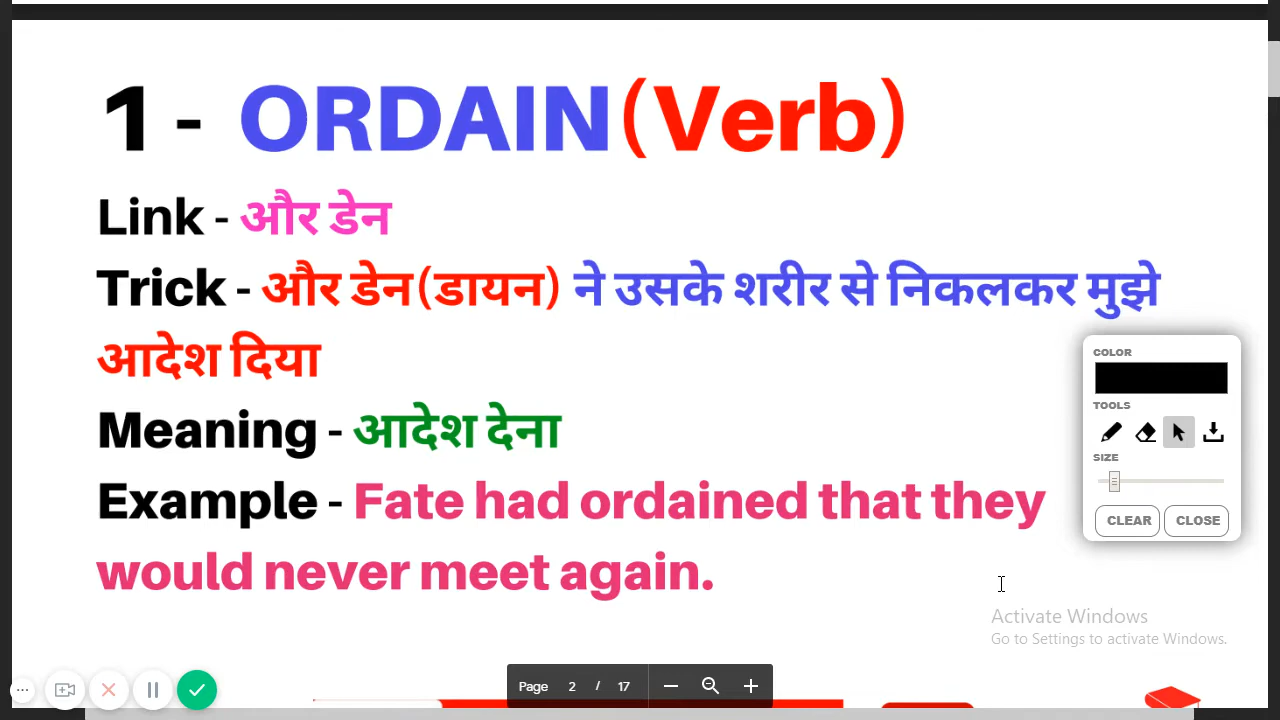 1 - ORDAIN(Verb)
Link - और डेन
Trick - और डेन(डायन) ने उसके शरीर से निकलकर मुझे
आदेश दिया
Meaning - आदेश देना
Example - Fate had ordained that they
would never meet again.
COLOR
TOOLS
SIZE
CLEAR CLOSE
Activate Windows
Go to Settings to activate Windows.
Page 2 / 17